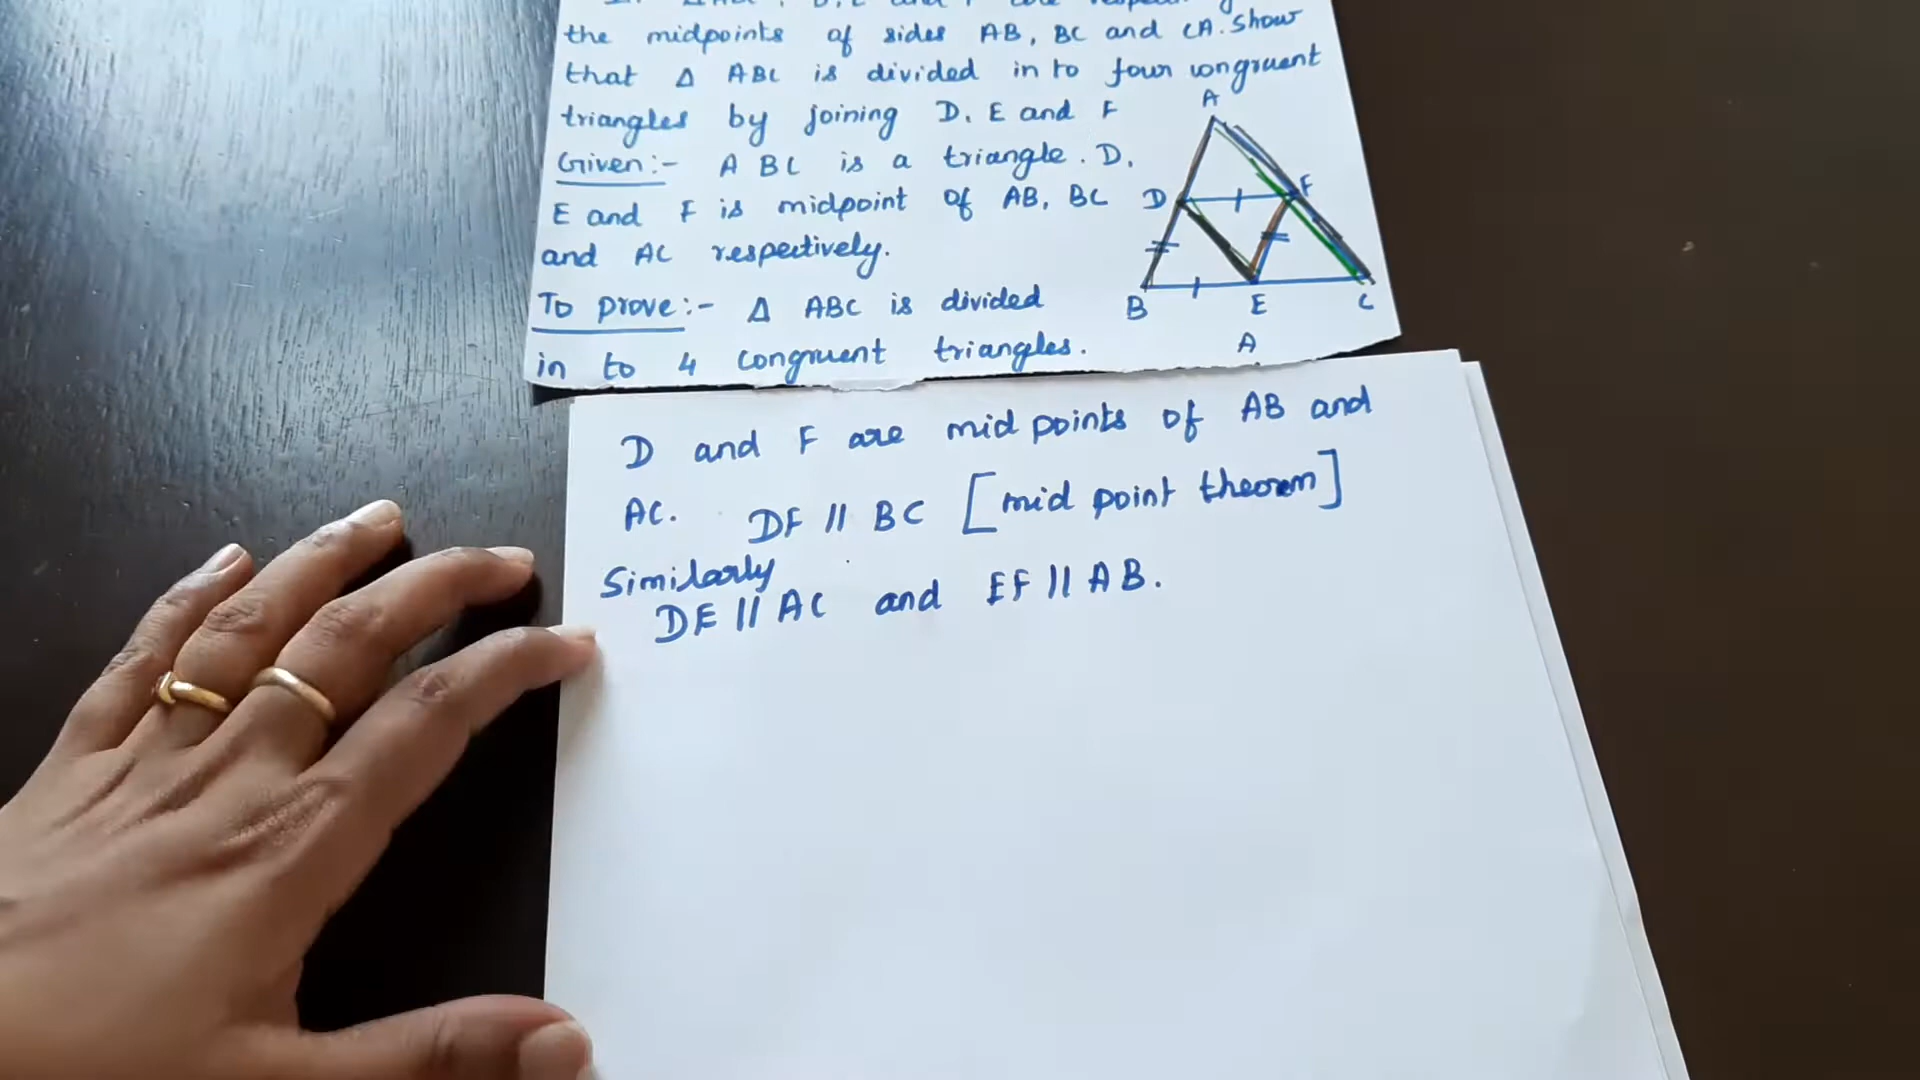 the midpoints of sides AB, BC and CA. Show
that Δ ABC is divided in to four congruent
triangles by joining D, E and F
Given:- ABC is a triangle. D,
E and F is midpoint of AB, BC
and AC respectively.
To prove:- Δ ABC is divided
in to 4 congruent triangles.
A
D
F
B
E
C
A
D and F are mid points of AB and
AC. DF || BC [mid point theorem]
Similarly
DE || AC and EF || AB.